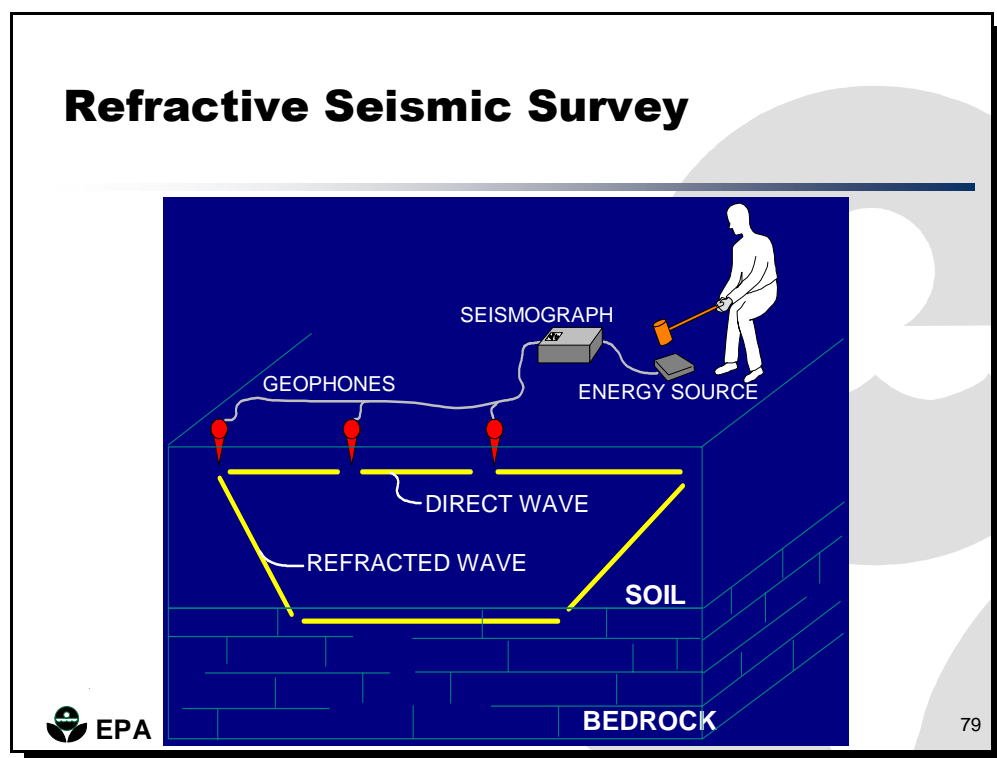 Refractive Seismic Survey
SEISMOGRAPH
GEOPHONES
ENERGY SOURCE
DIRECT WAVE
REFRACTED WAVE
SOIL
BEDROCK
EPA
79